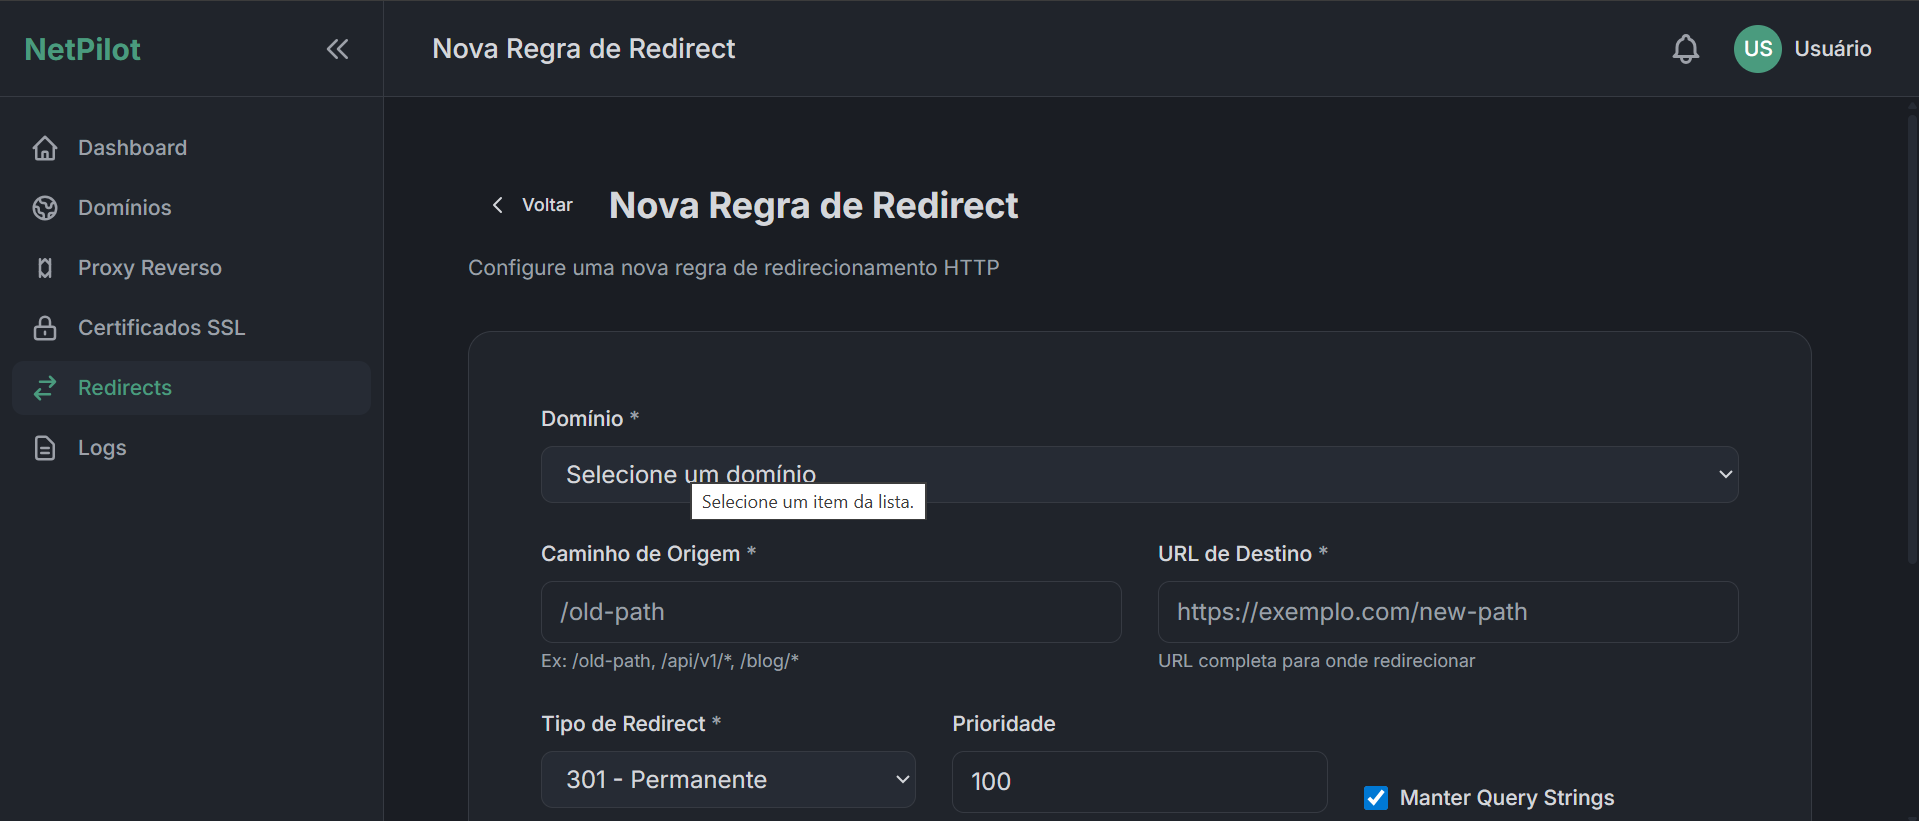 NetPilot
Nova Regra de Redirect
US
Usuário
Dashboard
Domínios
Proxy Reverso
Certificados SSL
Redirects
Logs
Voltar
Nova Regra de Redirect
Configure uma nova regra de redirecionamento HTTP
Domínio *
Selecione um domínio
Selecione um item da lista.
Caminho de Origem *
/old-path
Ex: /old-path, /api/v1/*, /blog/*
URL de Destino *
https://exemplo.com/new-path
URL completa para onde redirecionar
Tipo de Redirect *
301 - Permanente
Prioridade
100
Manter Query Strings